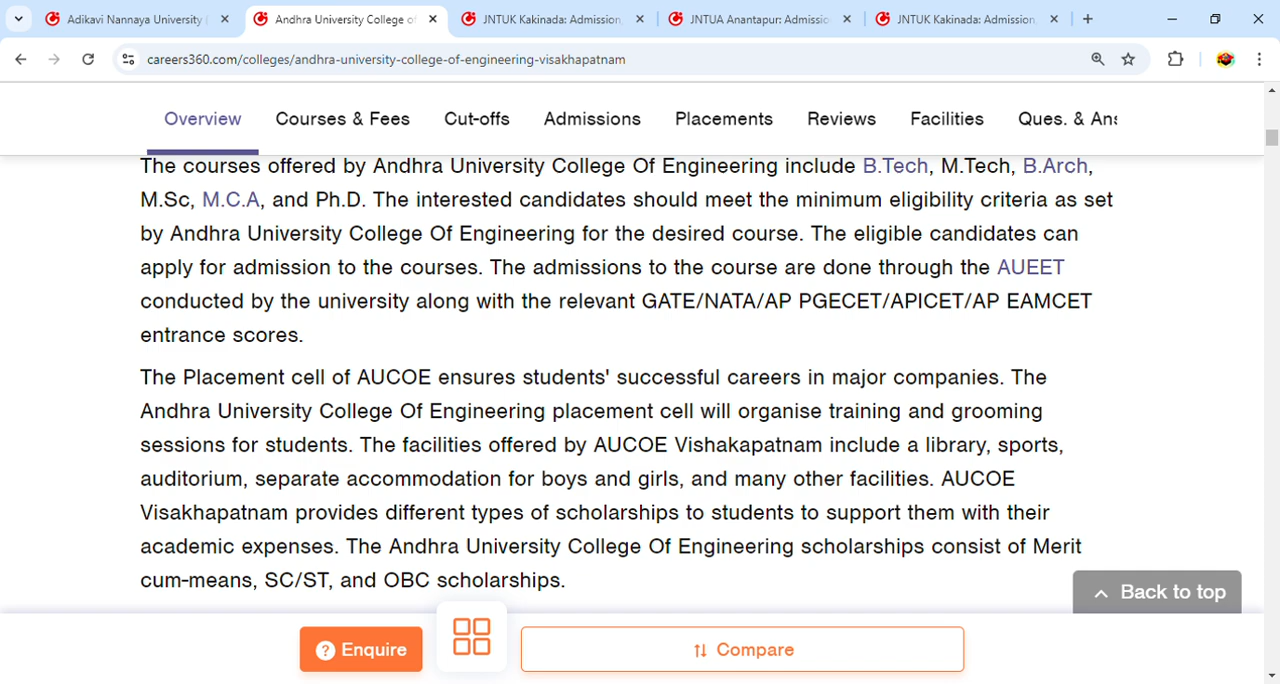 Adikavi Nannaya University
Andhra University College of
JNTUK Kakinada: Admission,
JNTUA Anantapur: Admissio
JNTUK Kakinada: Admission,
careers360.com/colleges/andhra-university-college-of-engineering-visakhapatnam
Overview Courses & Fees Cut-offs Admissions Placements Reviews Facilities Ques. & Ans
The courses offered by Andhra University College Of Engineering include B.Tech, M.Tech, B.Arch,
M.Sc, M.C.A, and Ph.D. The interested candidates should meet the minimum eligibility criteria as set
by Andhra University College Of Engineering for the desired course. The eligible candidates can
apply for admission to the courses. The admissions to the course are done through the AUEET
conducted by the university along with the relevant GATE/NATA/AP PGECET/APICET/AP EAMCET
entrance scores.
The Placement cell of AUCOE ensures students' successful careers in major companies. The
Andhra University College Of Engineering placement cell will organise training and grooming
sessions for students. The facilities offered by AUCOE Vishakapatnam include a library, sports,
auditorium, separate accommodation for boys and girls, and many other facilities. AUCOE
Visakhapatnam provides different types of scholarships to students to support them with their
academic expenses. The Andhra University College Of Engineering scholarships consist of Merit
cum-means, SC/ST, and OBC scholarships.
Back to top
? Enquire
Compare